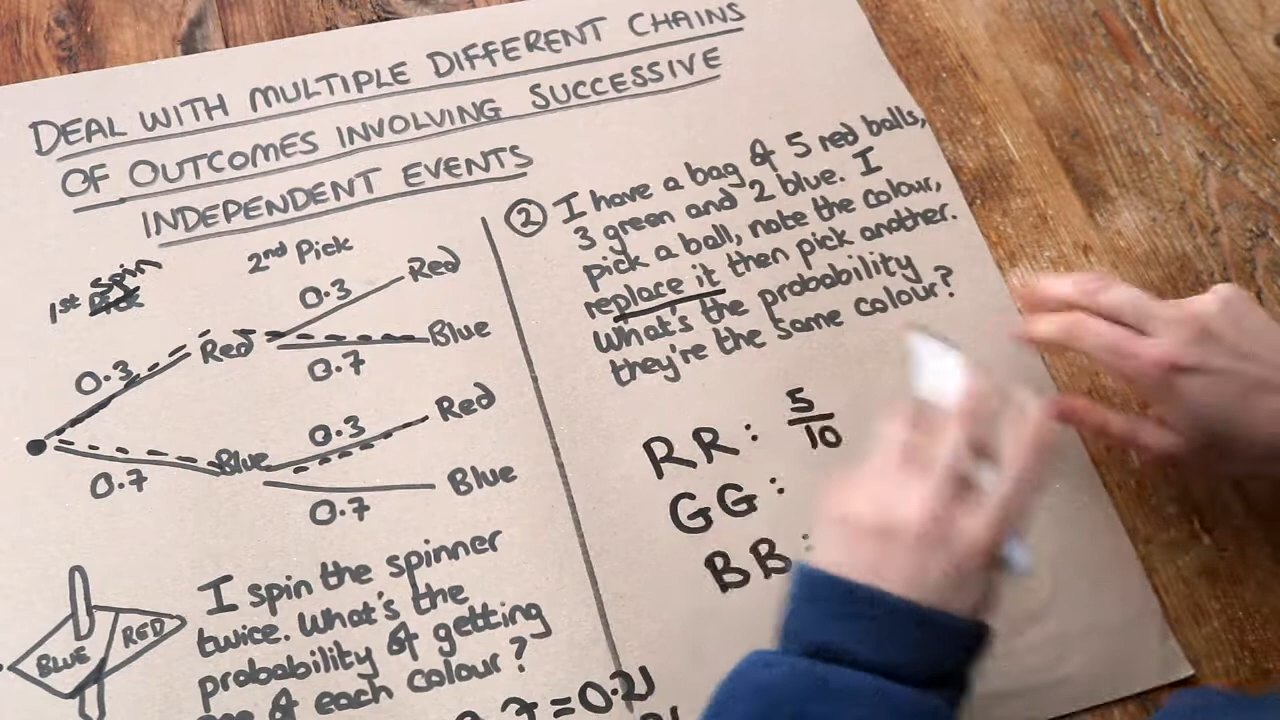 DEAL WITH MULTIPLE DIFFERENT CHAINS
OF OUTCOMES INVOLVING SUCCESSIVE
INDEPENDENT EVENTS
1st Spin
2nd Pick
0.3
Red
0.3
Red
Blue
0.7
0.7
Blue
0.3
Red
Blue
0.7
BLUE
RED
I spin the spinner
twice. What's the
probability of getting
one of each colour?
0.7 = 0.21
② I have a bag of 5 red balls,
3 green and 2 blue. I
pick a ball, note the colour,
replace it then pick another.
What's the probability
they're the same colour?
RR: 5/10
GG:
BB: